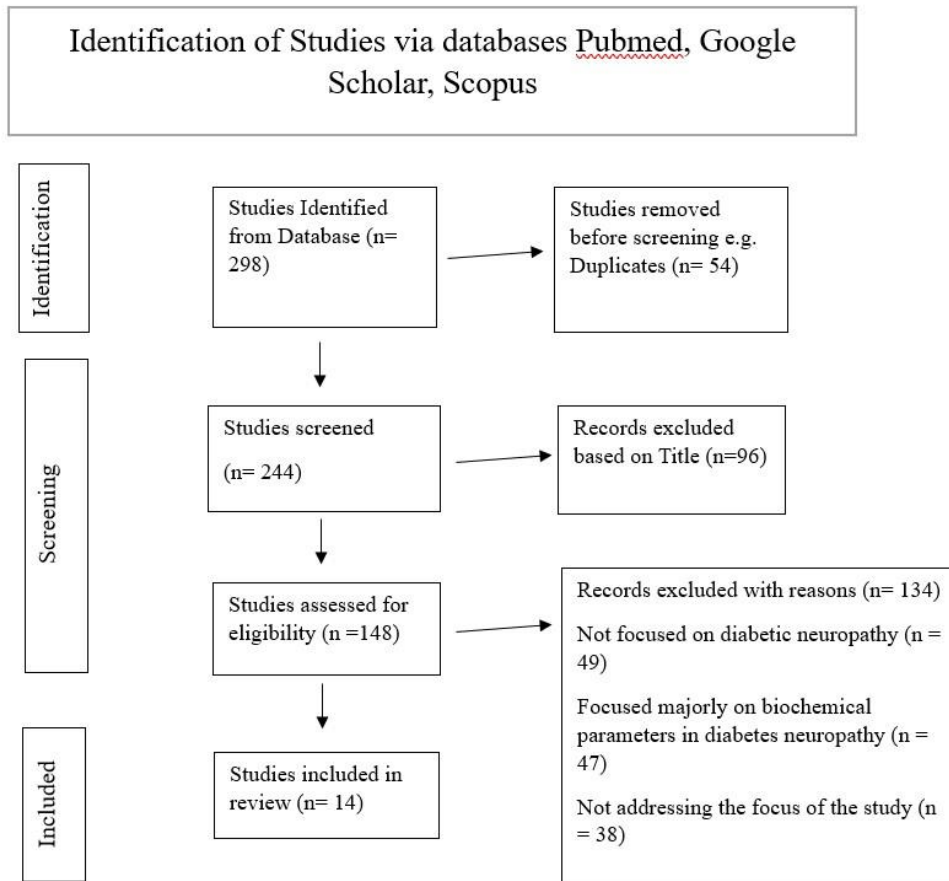 Identification of Studies via databases Pubmed, Google
Scholar, Scopus
Identification
Studies Identified
from Database (n=
298)
Studies removed
before screening e.g.
Duplicates (n= 54)
Screening
Studies screened
(n= 244)
Records excluded
based on Title (n=96)
Studies assessed for
eligibility (n =148)
Records excluded with reasons (n= 134)
Not focused on diabetic neuropathy (n =
49)
Focused majorly on biochemical
parameters in diabetes neuropathy (n =
47)
Not addressing the focus of the study (n
= 38)
Included
Studies included in
review (n= 14)